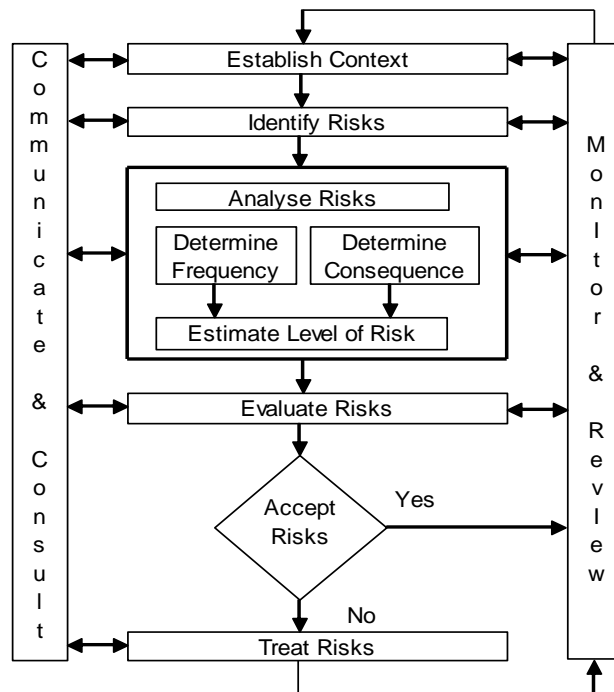 Communicate & Consult
Establish Context
Identify Risks
Analyse Risks
Determine
Frequency
Determine
Consequence
Estimate Level of Risk
Evaluate Risks
Accept
Risks
Yes
No
Treat Risks
MonItor & RevIew